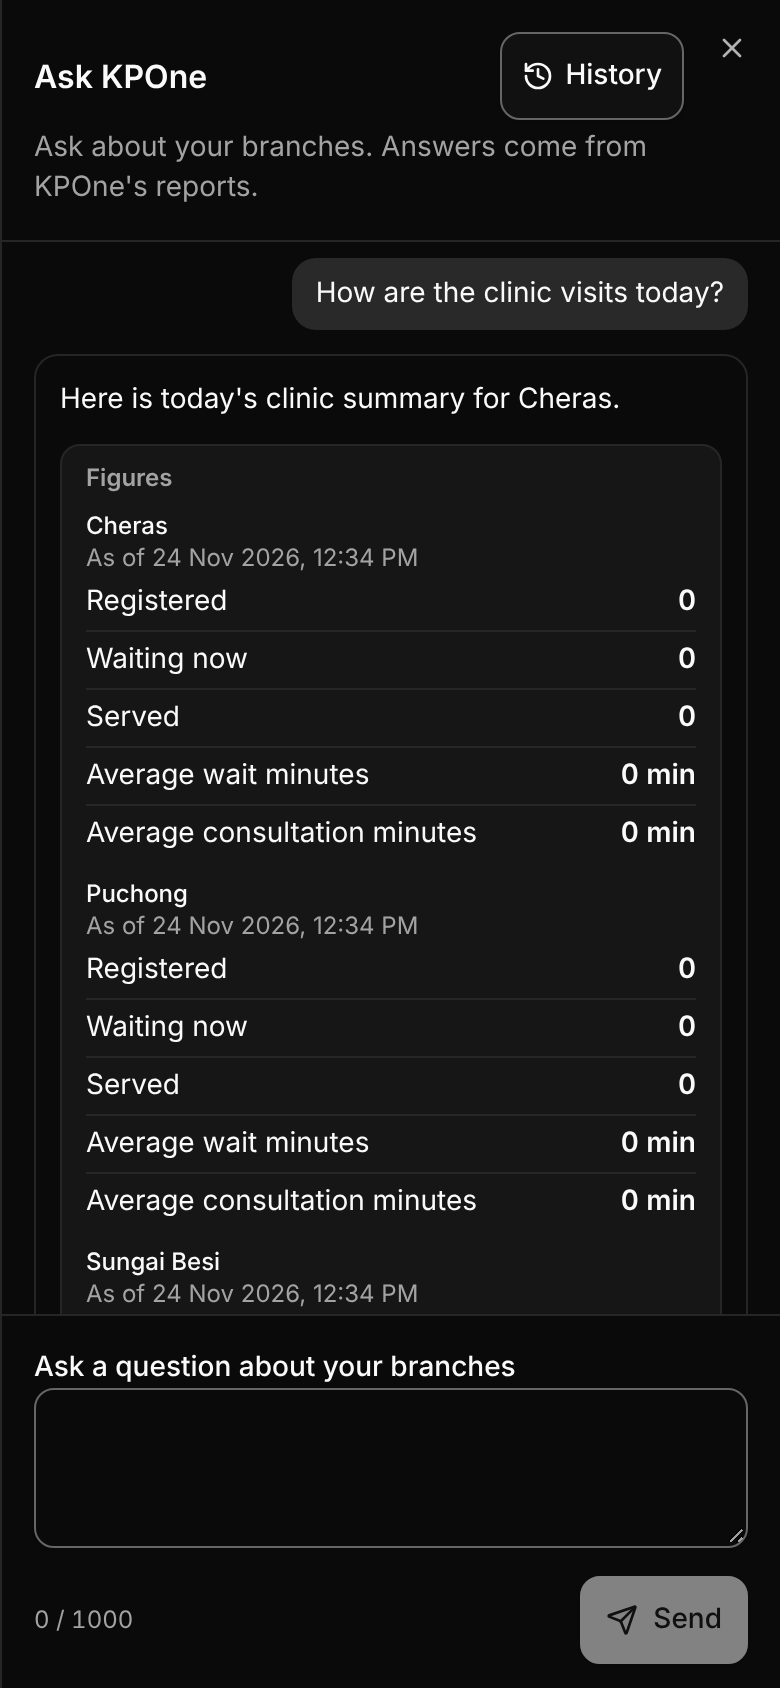 Ask KPOne
History
Ask about your branches. Answers come from
KPOne's reports.
How are the clinic visits today?
Here is today's clinic summary for Cheras.
Figures
Cheras
As of 24 Nov 2026, 12:34 PM
Registered 0
Waiting now 0
Served 0
Average wait minutes 0 min
Average consultation minutes 0 min
Puchong
As of 24 Nov 2026, 12:34 PM
Registered 0
Waiting now 0
Served 0
Average wait minutes 0 min
Average consultation minutes 0 min
Sungai Besi
As of 24 Nov 2026, 12:34 PM
Ask a question about your branches
0 / 1000
Send